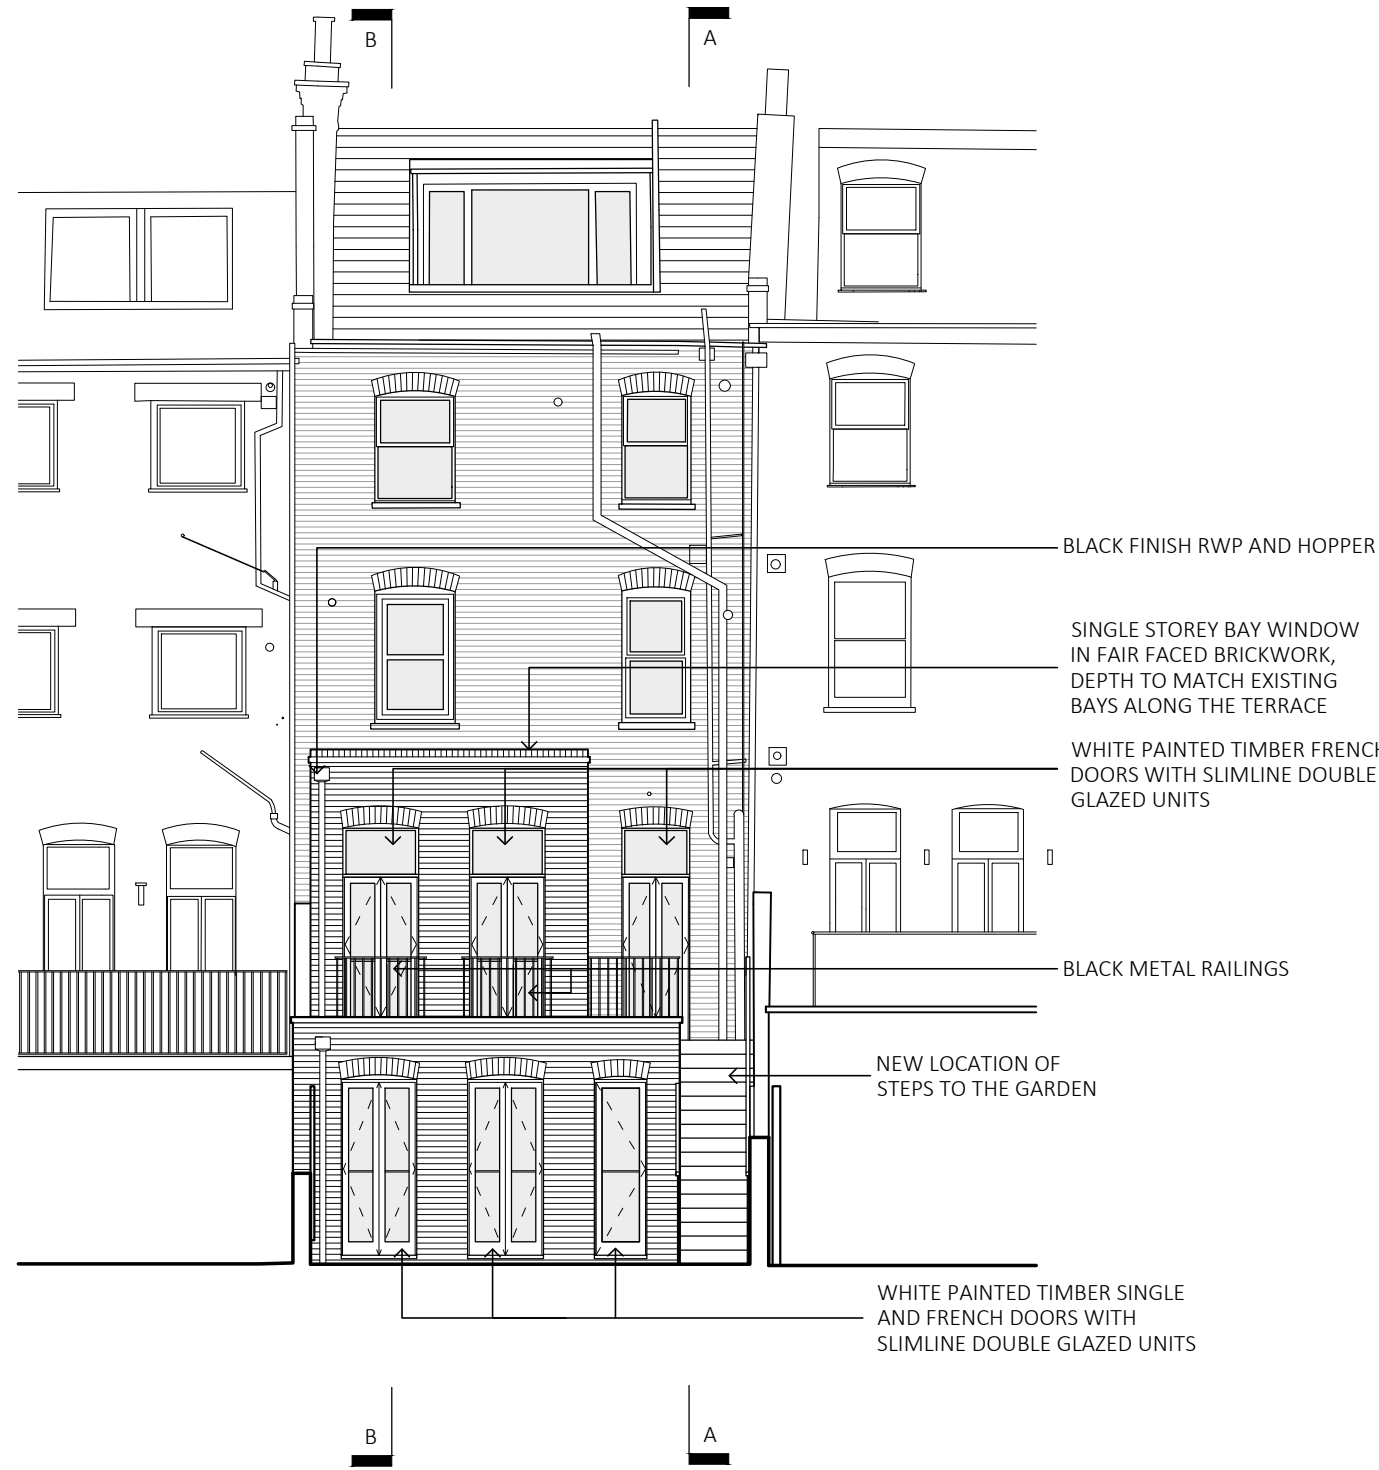 B
A
BLACK FINISH RWP AND HOPPER
SINGLE STOREY BAY WINDOW
IN FAIR FACED BRICKWORK,
DEPTH TO MATCH EXISTING
BAYS ALONG THE TERRACE
WHITE PAINTED TIMBER FRENCH
DOORS WITH SLIMLINE DOUBLE
GLAZED UNITS
BLACK METAL RAILINGS
NEW LOCATION OF
STEPS TO THE GARDEN
WHITE PAINTED TIMBER SINGLE
AND FRENCH DOORS WITH
SLIMLINE DOUBLE GLAZED UNITS
B
A